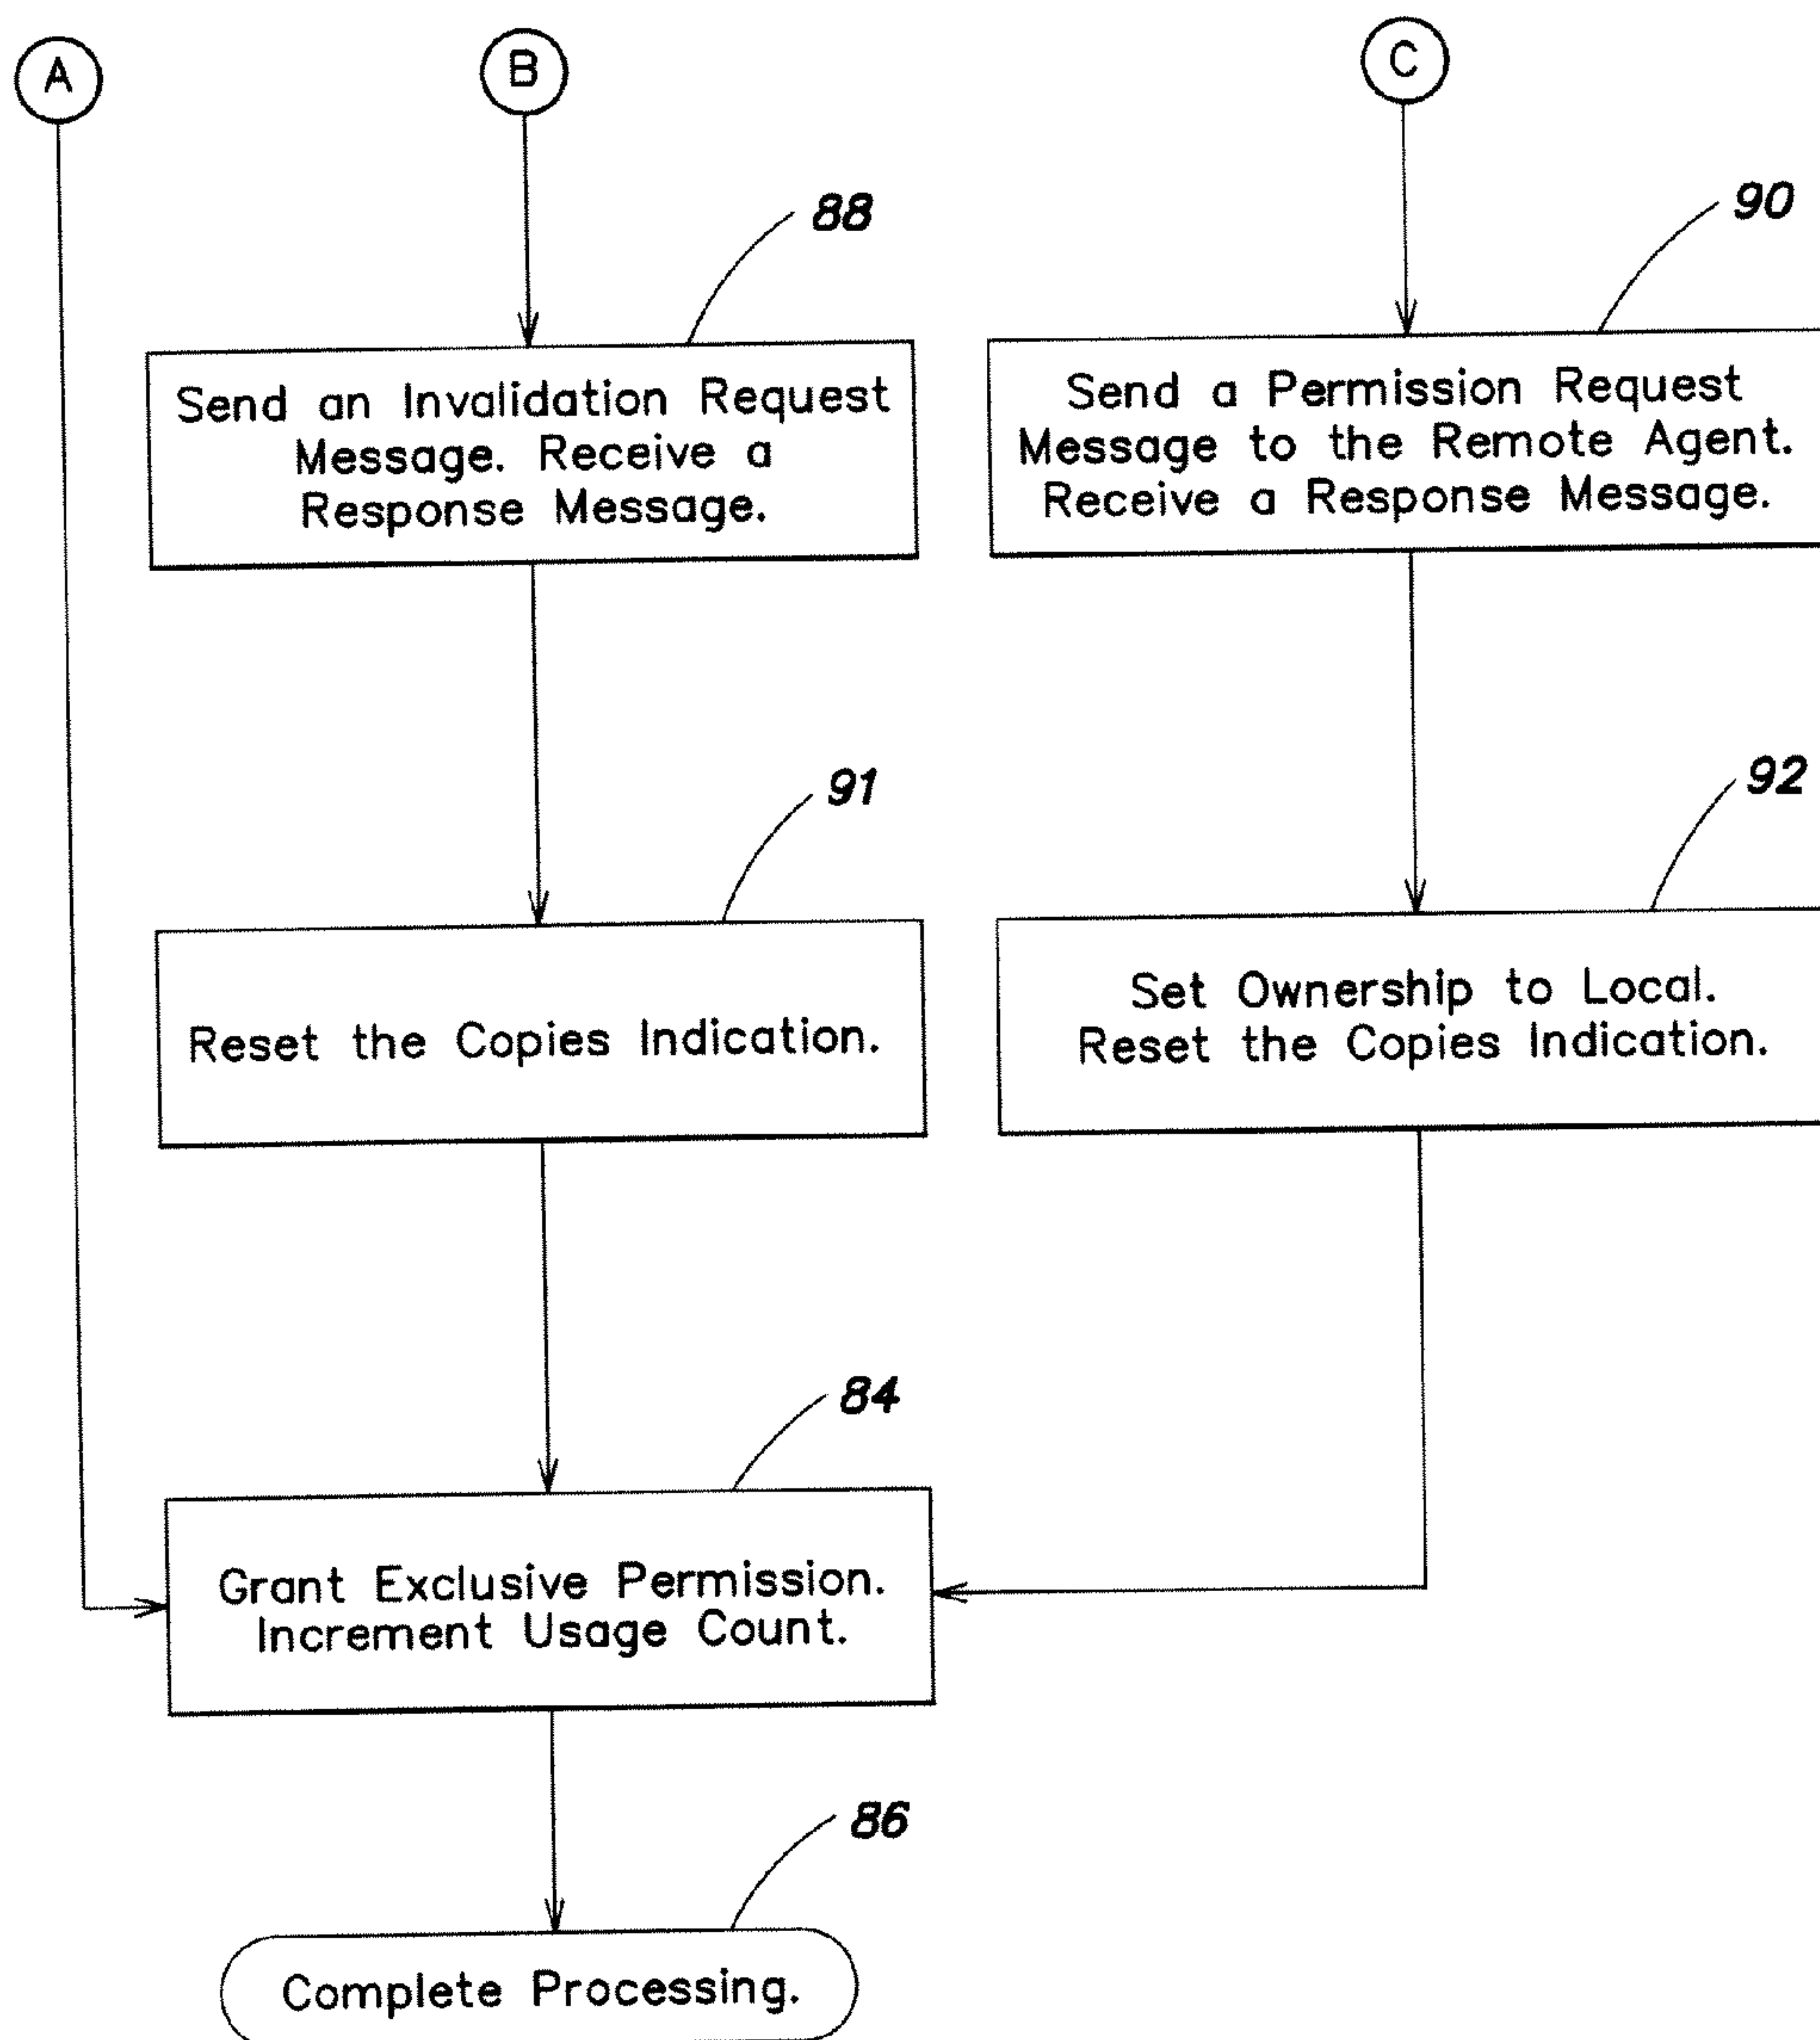 A
B
C
88
90
Send an Invalidation Request
Message. Receive a
Response Message.
Send a Permission Request
Message to the Remote Agent.
Receive a Response Message.
91
92
Reset the Copies Indication.
Set Ownership to Local.
Reset the Copies Indication.
84
Grant Exclusive Permission.
Increment Usage Count.
86
Complete Processing.